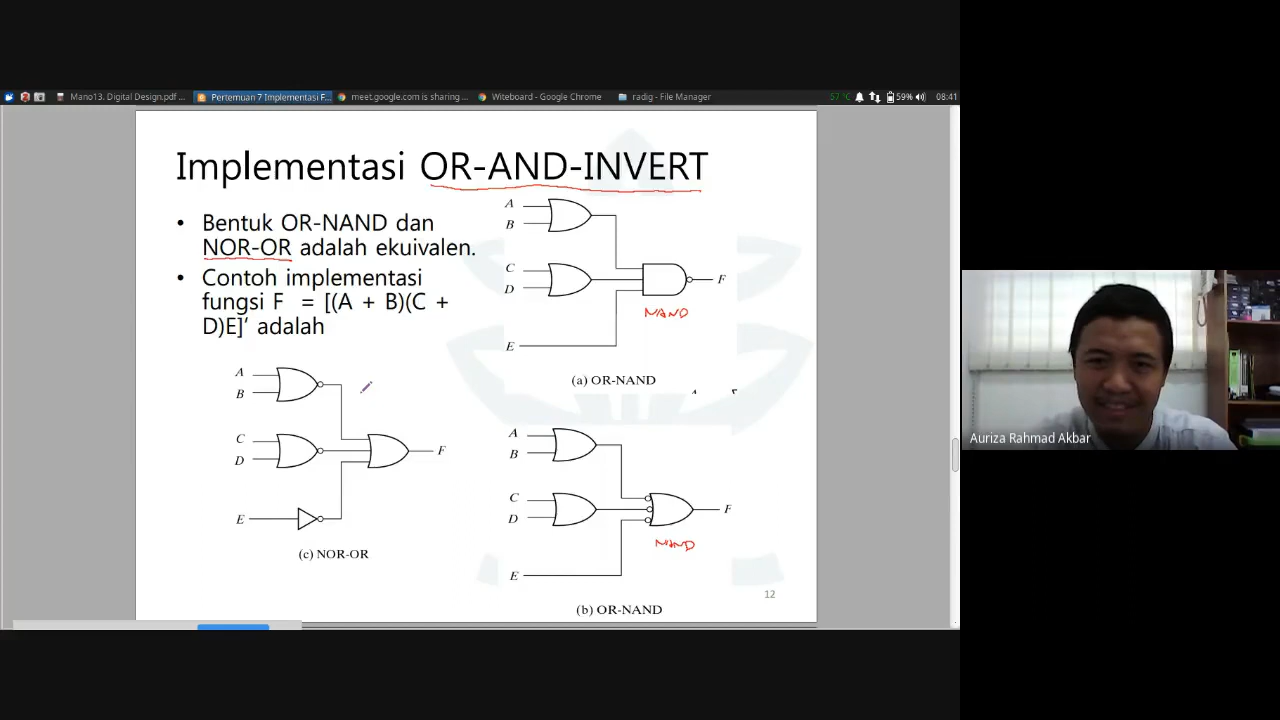 Mano13. Digital Design.pdf ...
Pertemuan 7 Implementasi F...
meet.google.com is sharing ...
Witeboard - Google Chrome
radig - File Manager
57 °C
59%
08:41
Implementasi OR-AND-INVERT
• Bentuk OR-NAND dan
NOR-OR adalah ekuivalen.
• Contoh implementasi
fungsi F = [(A + B)(C +
D)E]’ adalah
A
B
C
D
E
F
NAND
(a) OR-NAND
A
B
C
D
E
F
NAND
(b) OR-NAND
A
B
C
D
E
F
(c) NOR-OR
12
Auriza Rahmad Akbar